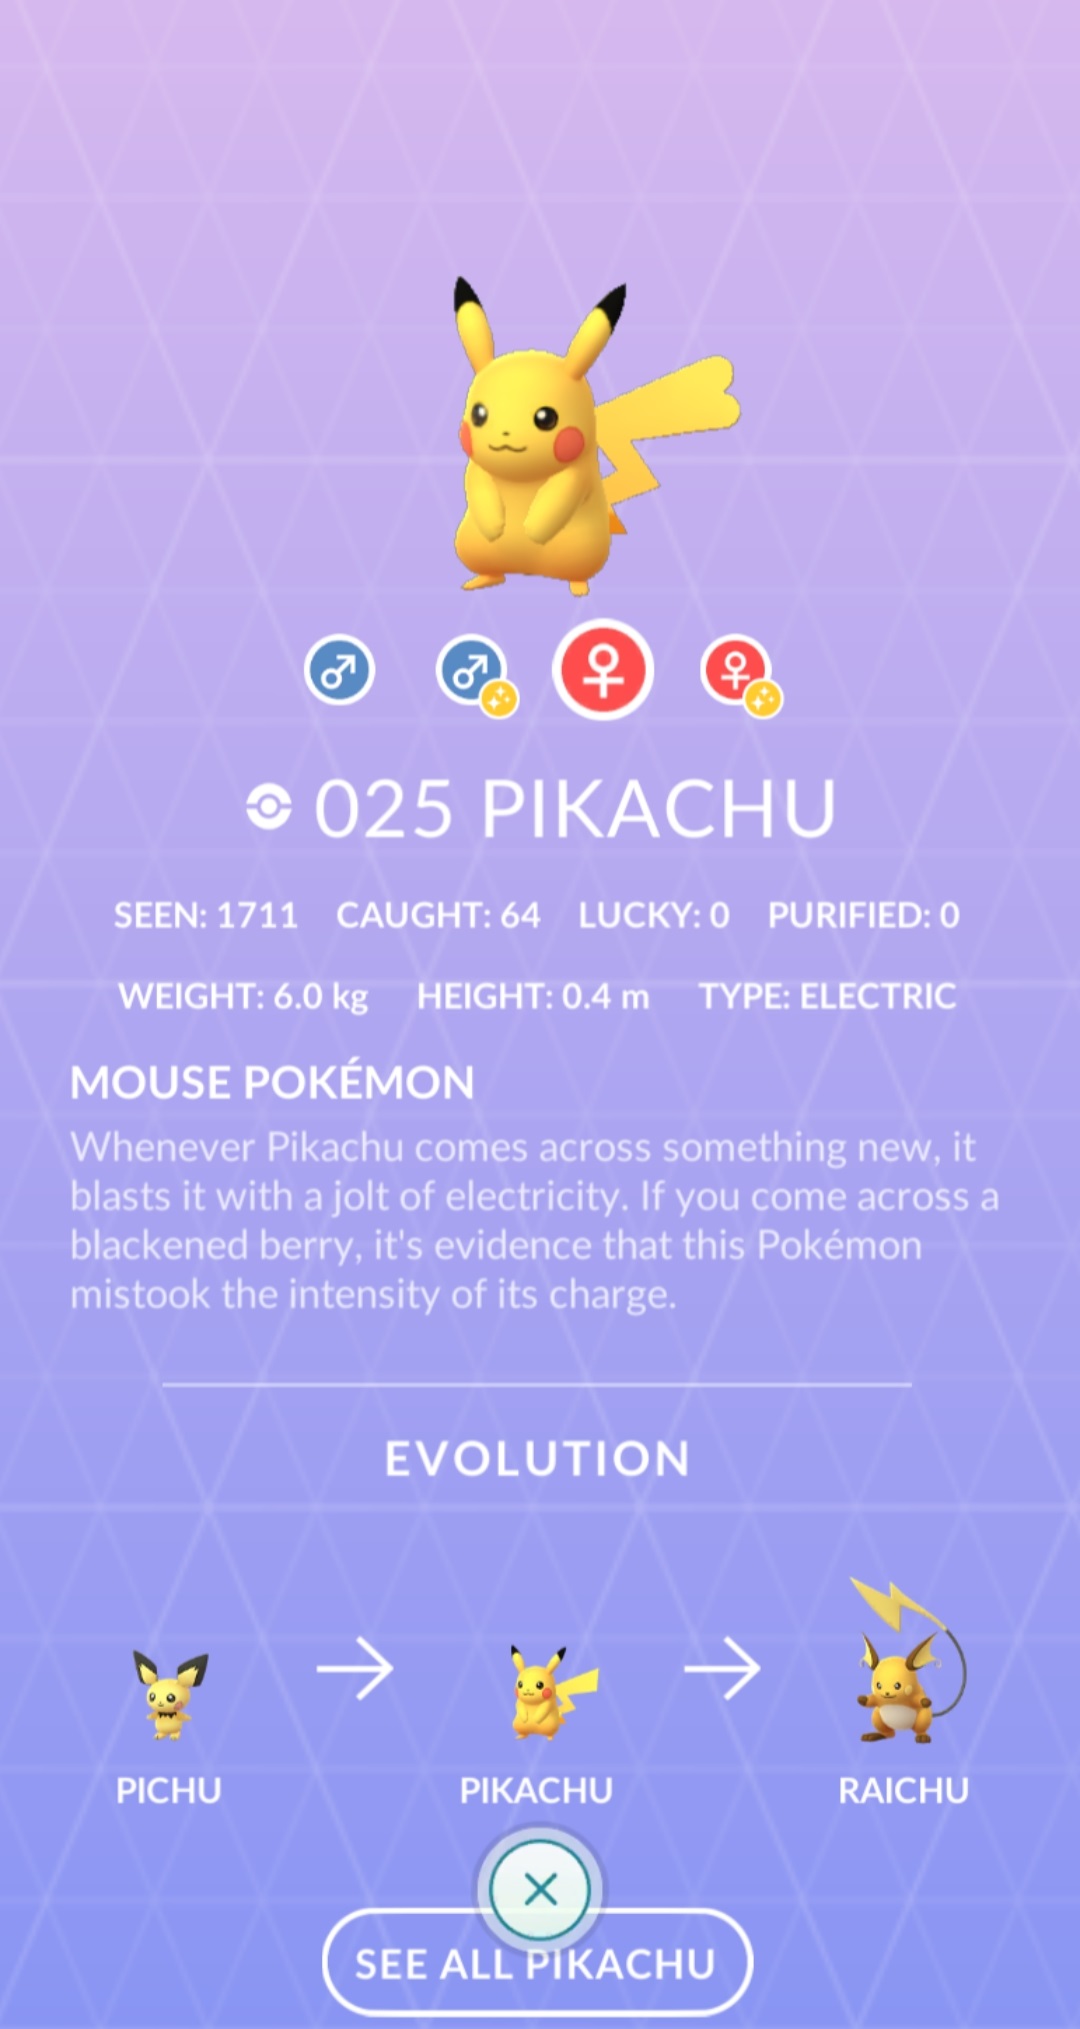 025 PIKACHU
SEEN: 1711 CAUGHT: 64 LUCKY: 0 PURIFIED: 0
WEIGHT: 6.0 kg HEIGHT: 0.4 m TYPE: ELECTRIC
MOUSE POKÉMON
Whenever Pikachu comes across something new, it
blasts it with a jolt of electricity. If you come across a
blackened berry, it's evidence that this Pokémon
mistook the intensity of its charge.
EVOLUTION
PICHU PIKACHU RAICHU
SEE ALL PIKACHU